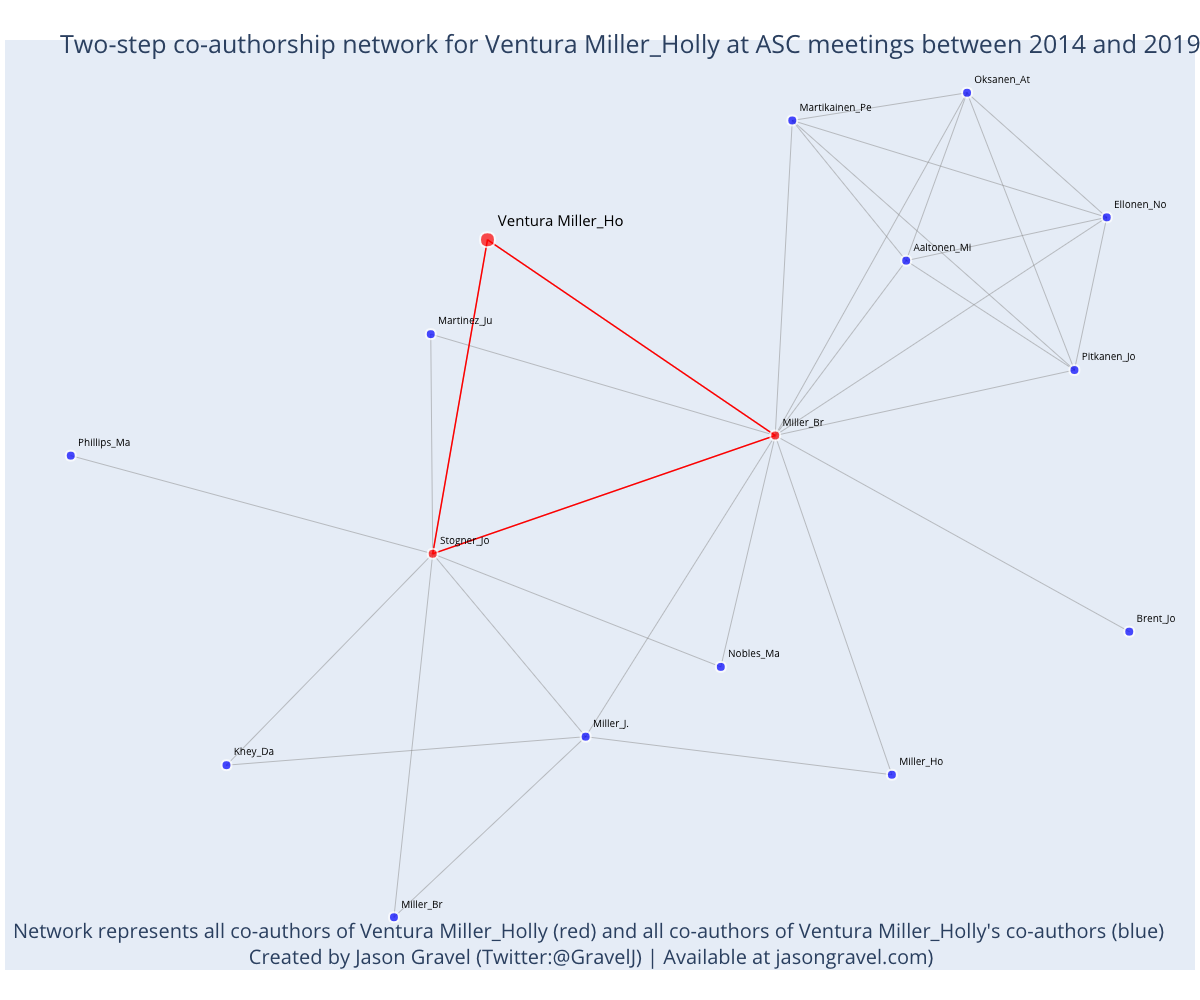 Two-step co-authorship network for Ventura Miller_Holly at ASC meetings between 2014 and 2019
Oksanen_At
Martikainen_Pe
Ellonen_No
Ventura Miller_Ho
Aaltonen_Mi
Martinez_Ju
Pitkanen_Jo
Miller_Br
Phillips_Ma
Stogner_Jo
Brent_Jo
Nobles_Ma
Miller_J.
Khey_Da
Miller_Ho
Miller_Br
Network represents all co-authors of Ventura Miller_Holly (red) and all co-authors of Ventura Miller_Holly's co-authors (blue)
Created by Jason Gravel (Twitter:@GravelJ) | Available at jasongravel.com)